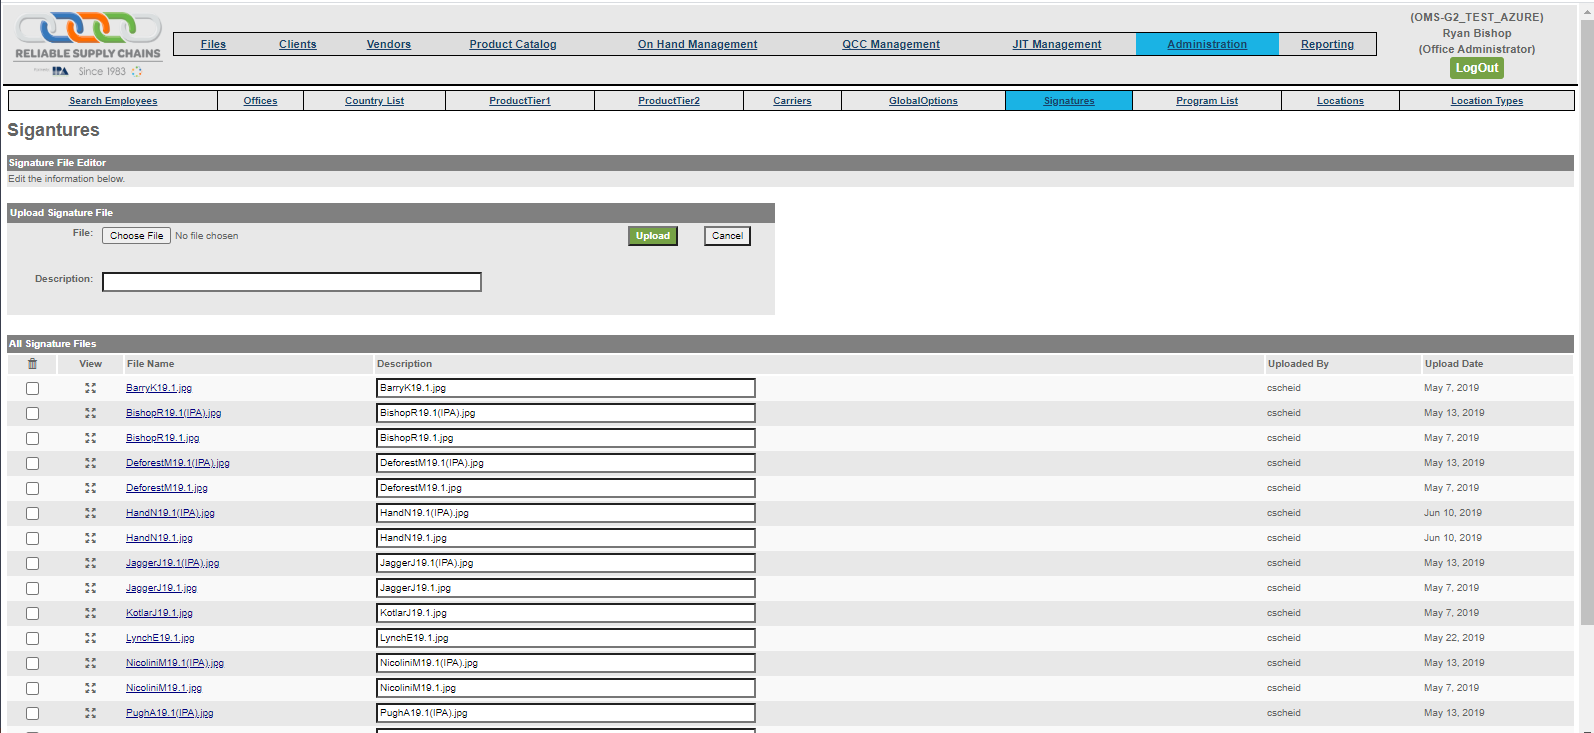 (OMS-G2_TEST_AZURE)
Ryan Bishop
(Office Administrator)
LogOut
RELIABLE SUPPLY CHAINS
IPA Since 1983
Files Clients Vendors Product Catalog On Hand Management QCC Management JIT Management Administration Reporting
Search Employees Offices Country List ProductTier1 ProductTier2 Carriers GlobalOptions Signatures Program List Locations Location Types
Sigantures
Signature File Editor
Edit the information below.
Upload Signature File
File: Choose File No file chosen Upload Cancel
Description:
All Signature Files
View File Name Description Uploaded By Upload Date
BarryK19.1.jpg BarryK19.1.jpg cscheid May 7, 2019
BishopR19.1(IPA).jpg BishopR19.1(IPA).jpg cscheid May 13, 2019
BishopR19.1.jpg BishopR19.1.jpg cscheid May 7, 2019
DeforestM19.1(IPA).jpg DeforestM19.1(IPA).jpg cscheid May 13, 2019
DeforestM19.1.jpg DeforestM19.1.jpg cscheid May 7, 2019
HandN19.1(IPA).jpg HandN19.1(IPA).jpg cscheid Jun 10, 2019
HandN19.1.jpg HandN19.1.jpg cscheid Jun 10, 2019
JaggerJ19.1(IPA).jpg JaggerJ19.1(IPA).jpg cscheid May 13, 2019
JaggerJ19.1.jpg JaggerJ19.1.jpg cscheid May 7, 2019
KotlarJ19.1.jpg KotlarJ19.1.jpg cscheid May 7, 2019
LynchE19.1.jpg LynchE19.1.jpg cscheid May 22, 2019
NicoliniM19.1(IPA).jpg NicoliniM19.1(IPA).jpg cscheid May 13, 2019
NicoliniM19.1.jpg NicoliniM19.1.jpg cscheid May 7, 2019
PughA19.1(IPA).jpg PughA19.1(IPA).jpg cscheid May 13, 2019